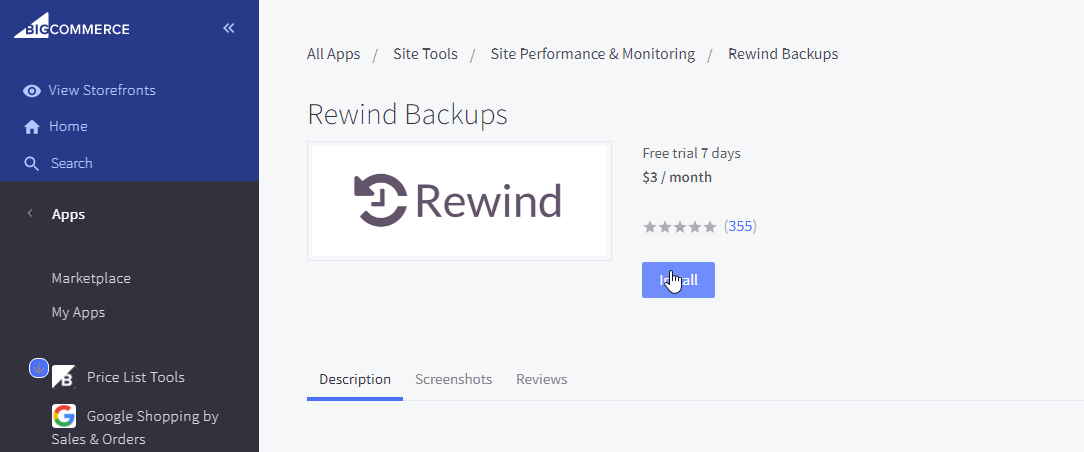 BIGCOMMERCE
View Storefronts
Home
Search
Apps
Marketplace
My Apps
Price List Tools
Google Shopping by
Sales & Orders
All Apps / Site Tools / Site Performance & Monitoring / Rewind Backups
Rewind Backups
Rewind
Free trial 7 days
$3 / month
(355)
Description Screenshots Reviews